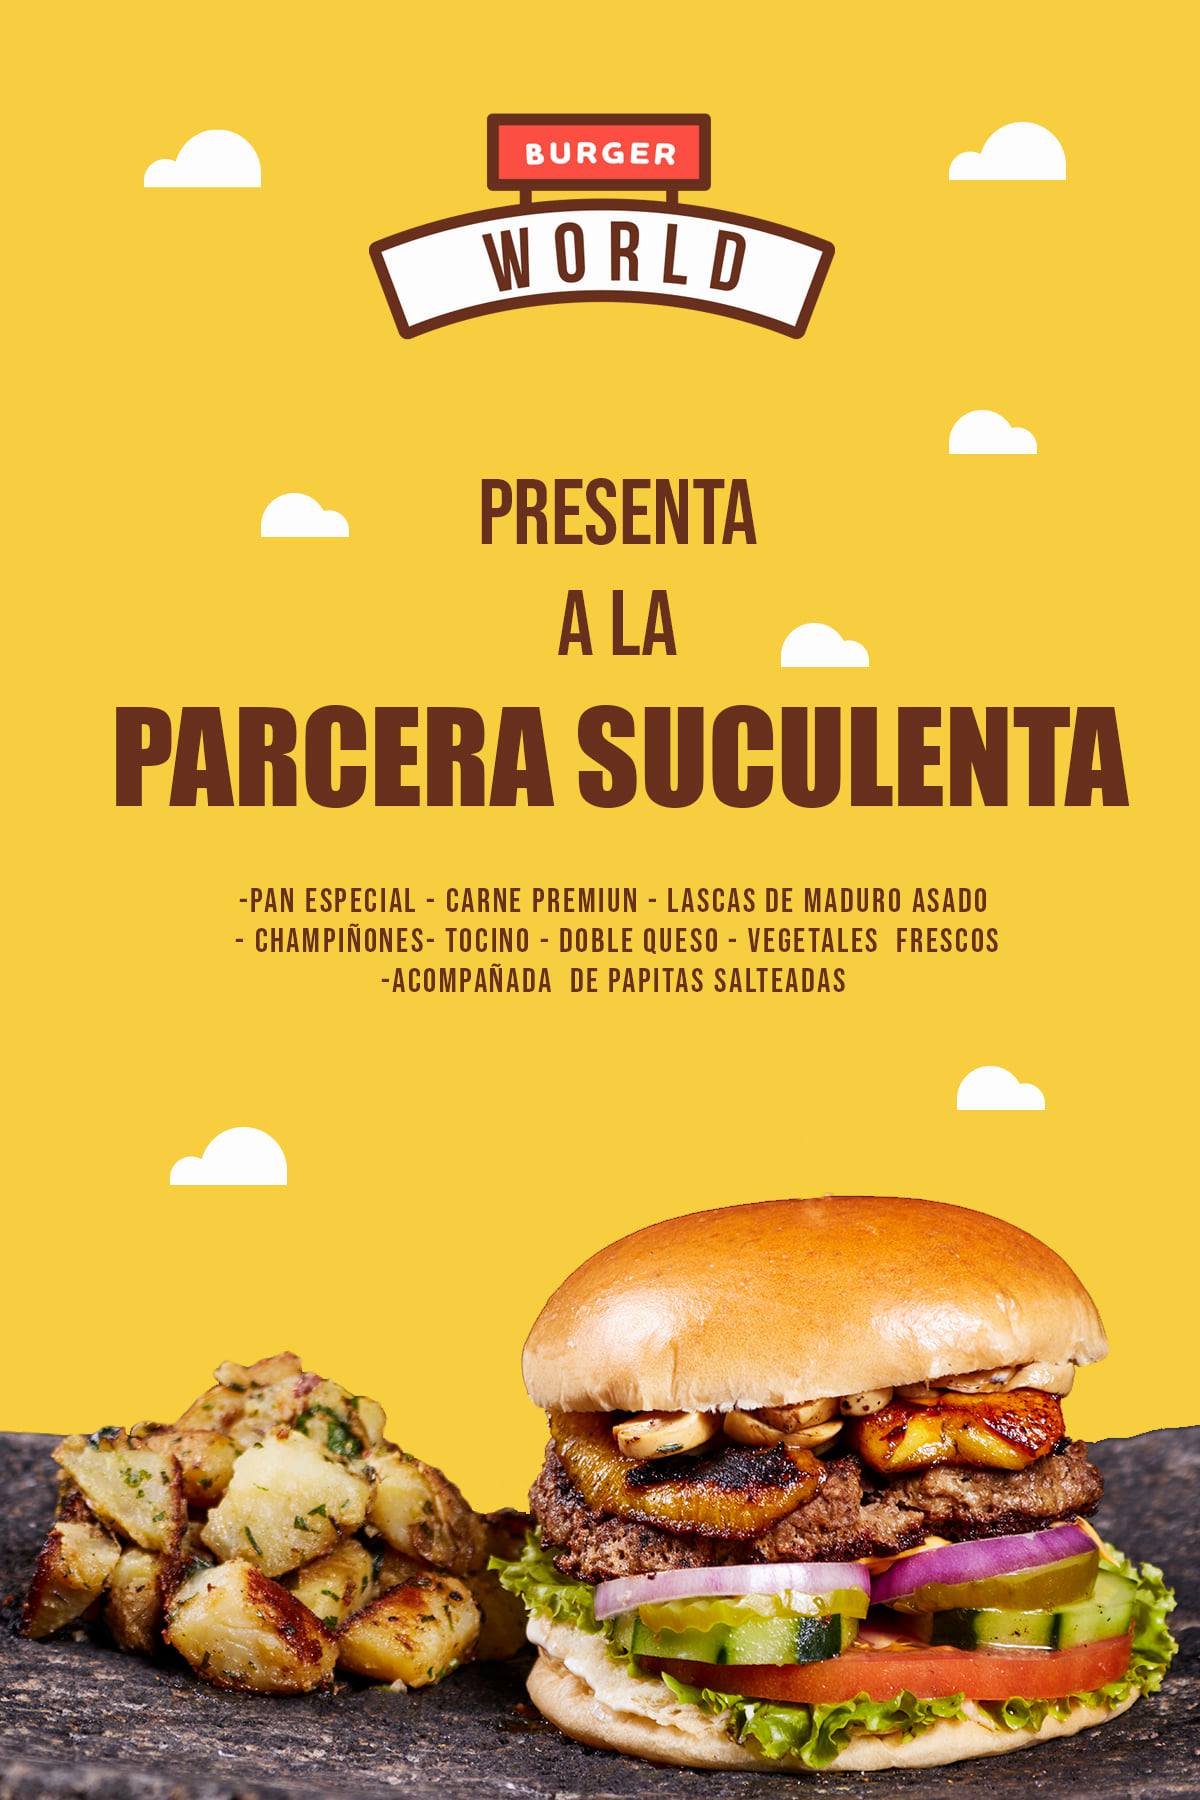 BURGER
WORLD
PRESENTA
A LA
PARCERA SUCULENTA
-PAN ESPECIAL - CARNE PREMIUN - LASCAS DE MADURO ASADO
- CHAMPIÑONES- TOCINO - DOBLE QUESO - VEGETALES FRESCOS
-ACOMPAÑADA DE PAPITAS SALTEADAS